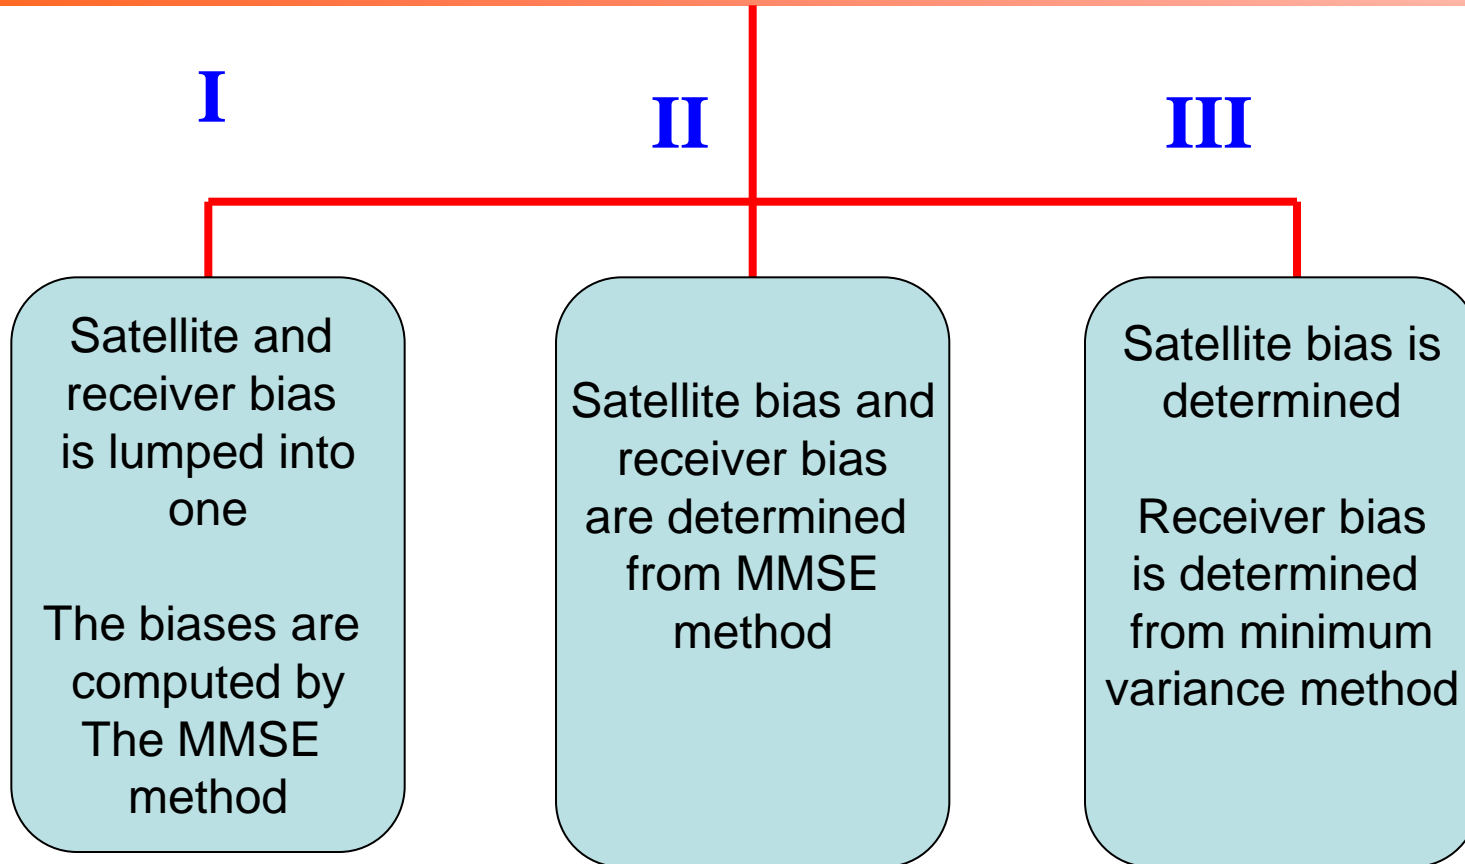 I
II
III
Satellite and
receiver bias
is lumped into
one
The biases are
computed by
The MMSE
method
Satellite bias and
receiver bias
are determined
from MMSE
method
Satellite bias is
determined
Receiver bias
is determined
from minimum
variance method